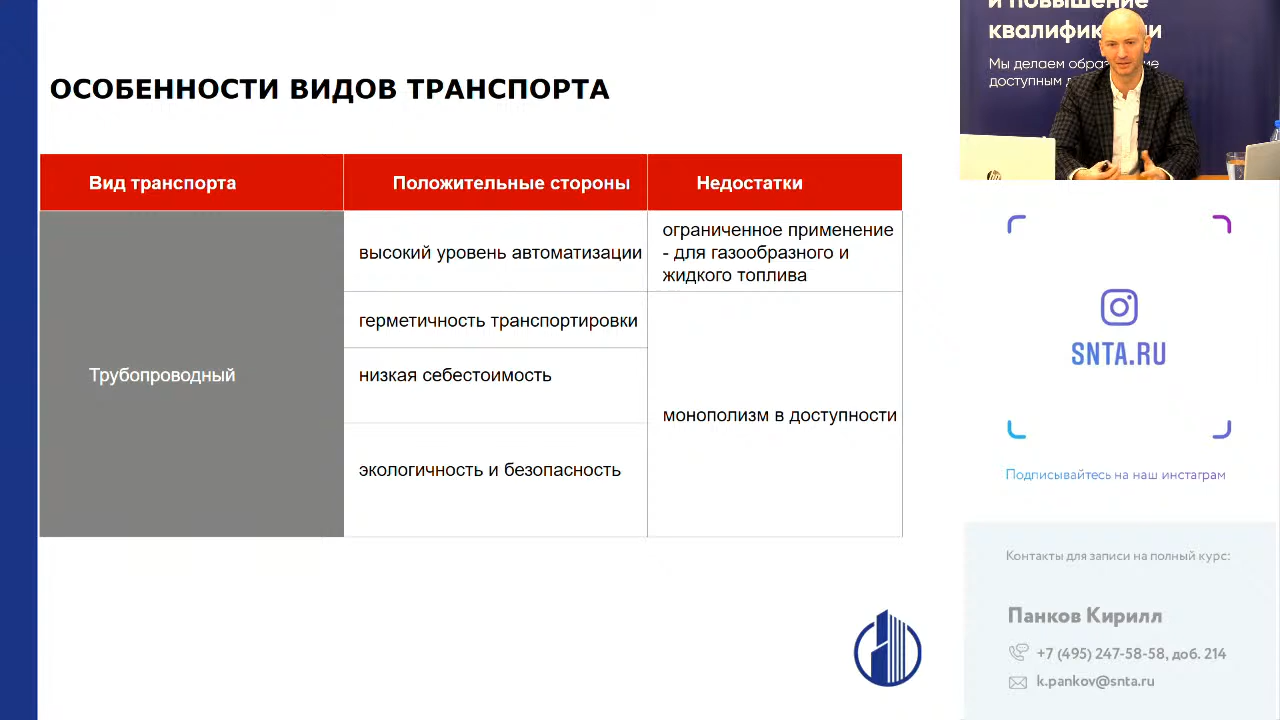 ОСОБЕННОСТИ ВИДОВ ТРАНСПОРТА
Вид транспорта
Положительные стороны
Недостатки
Трубопроводный
высокий уровень автоматизации
ограниченное применение
- для газообразного и
жидкого топлива
герметичность транспортировки
низкая себестоимость
монополизм в доступности
экологичность и безопасность
и повышение
Мы делаем
доступным
hp
SNTA.RU
Подписывайтесь на наш инстаграм
Контакты для записи на полный курс:
Панков Кирилл
+7 (495) 247-58-58, доб. 214
k.pankov@snta.ru